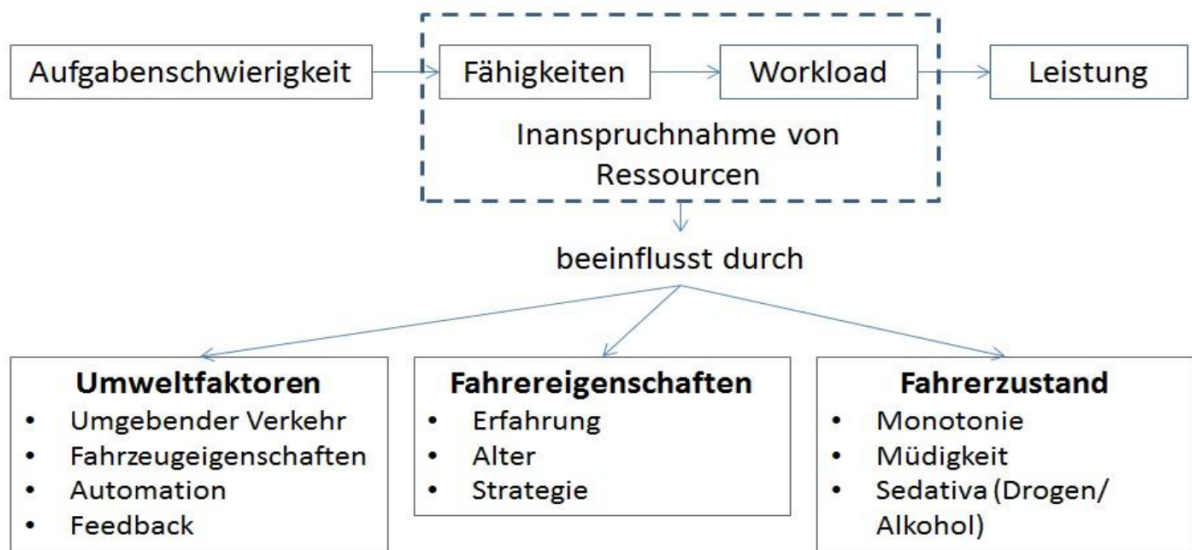 Aufgabenschwierigkeit
Fähigkeiten
Workload
Leistung
Inanspruchnahme von
Ressourcen
beeinflusst durch
Umweltfaktoren
• Umgebender Verkehr
• Fahrzeugeigenschaften
• Automation
• Feedback
Fahrereigenschaften
• Erfahrung
• Alter
• Strategie
Fahrerzustand
• Monotonie
• Müdigkeit
• Sedativa (Drogen/
Alkohol)